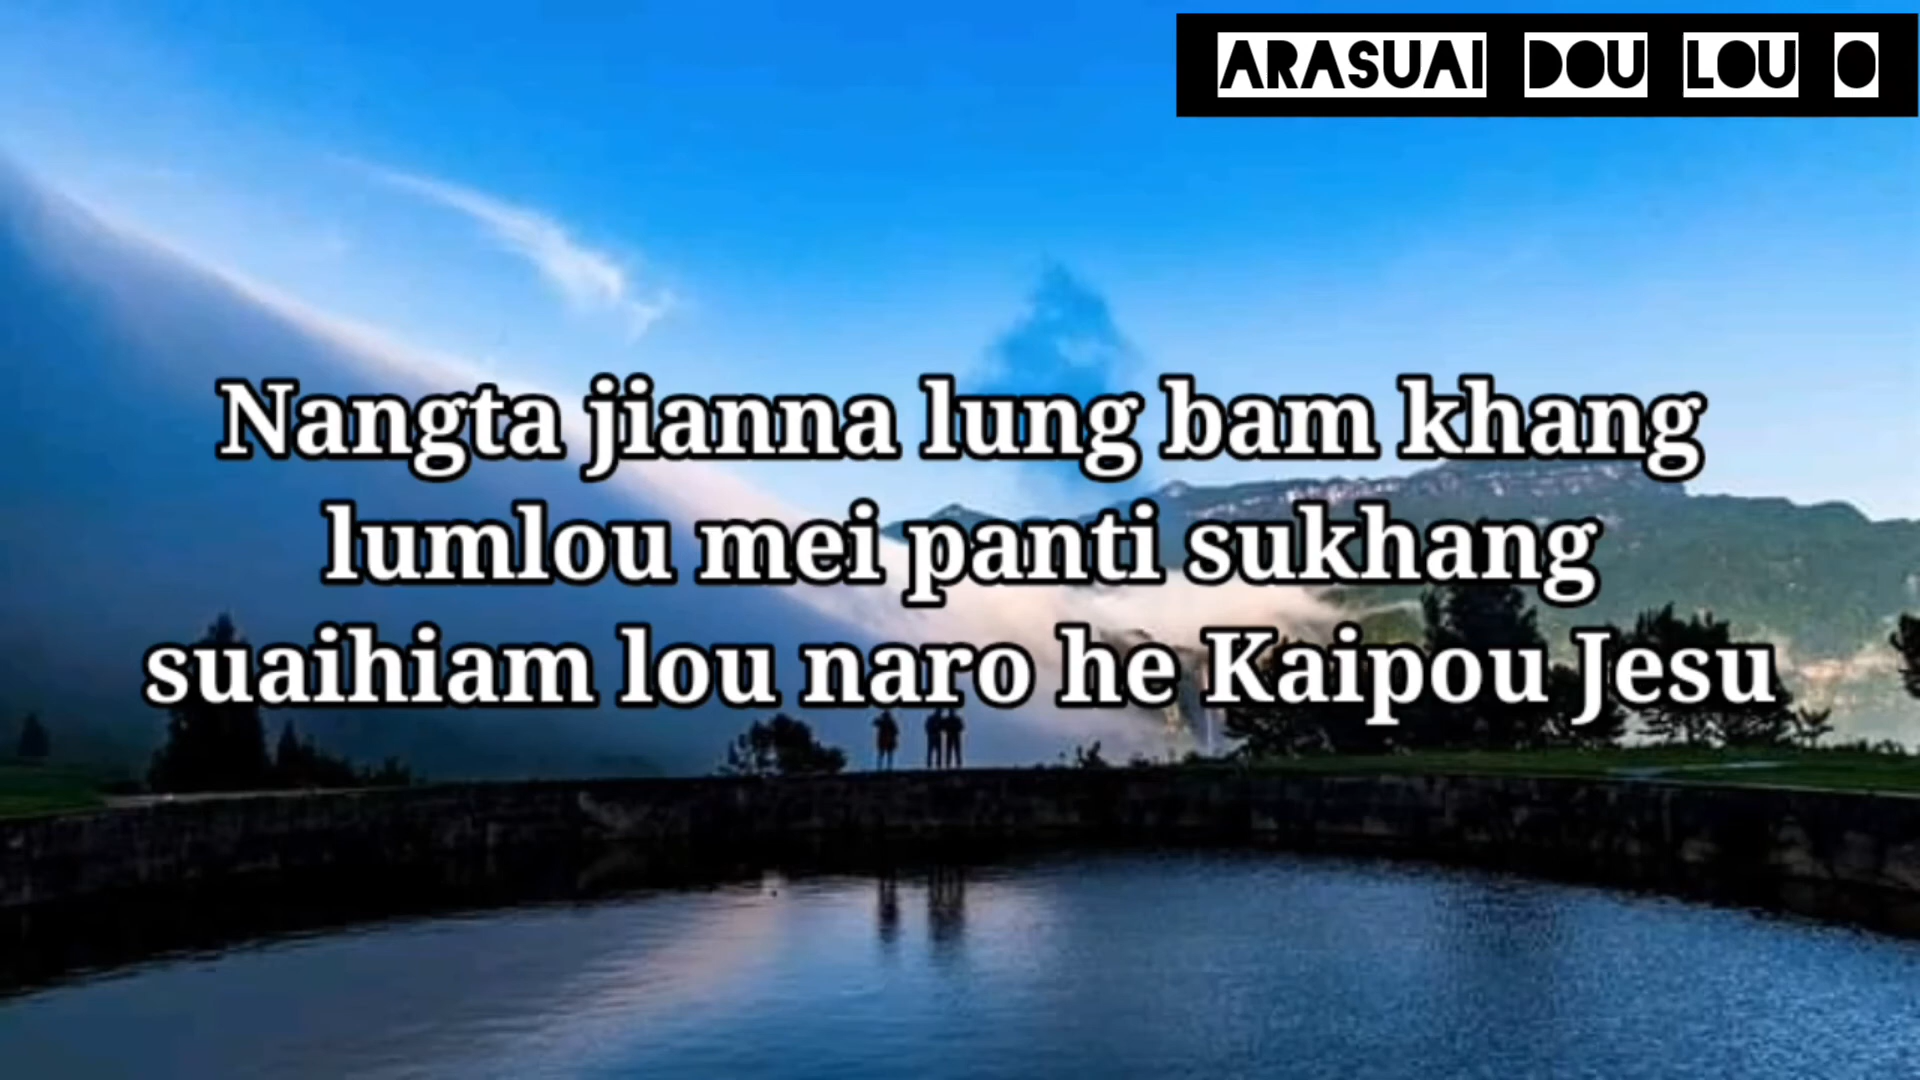 ARASUAI DOU LOU O
Nangta jianna lung bam khang
lumlou mei panti sukhang
suaihiam lou naro he Kaipou Jesu